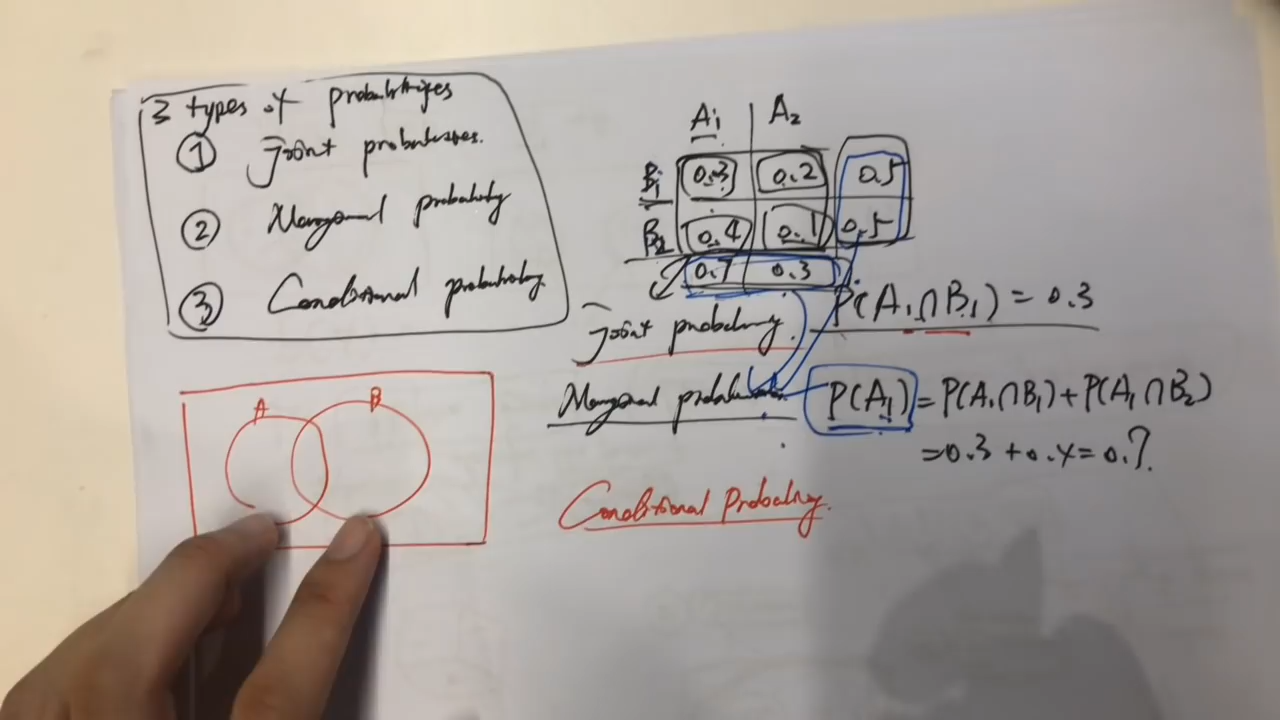 3 types of probabilities
① Joint probabilities.
② Marginal probability
③ Conditional probability
A₁ A₂
B₁ 0.3 0.2 0.5
B₂ 0.4 0.1 0.5
0.7 0.3
Joint probability. P(A₁∩B₁) = 0.3
Marginal probabilities P(A₁) = P(A₁∩B₁)+P(A₁∩B₂)
=0.3+0.4=0.7.
A B
Conditional Probability.